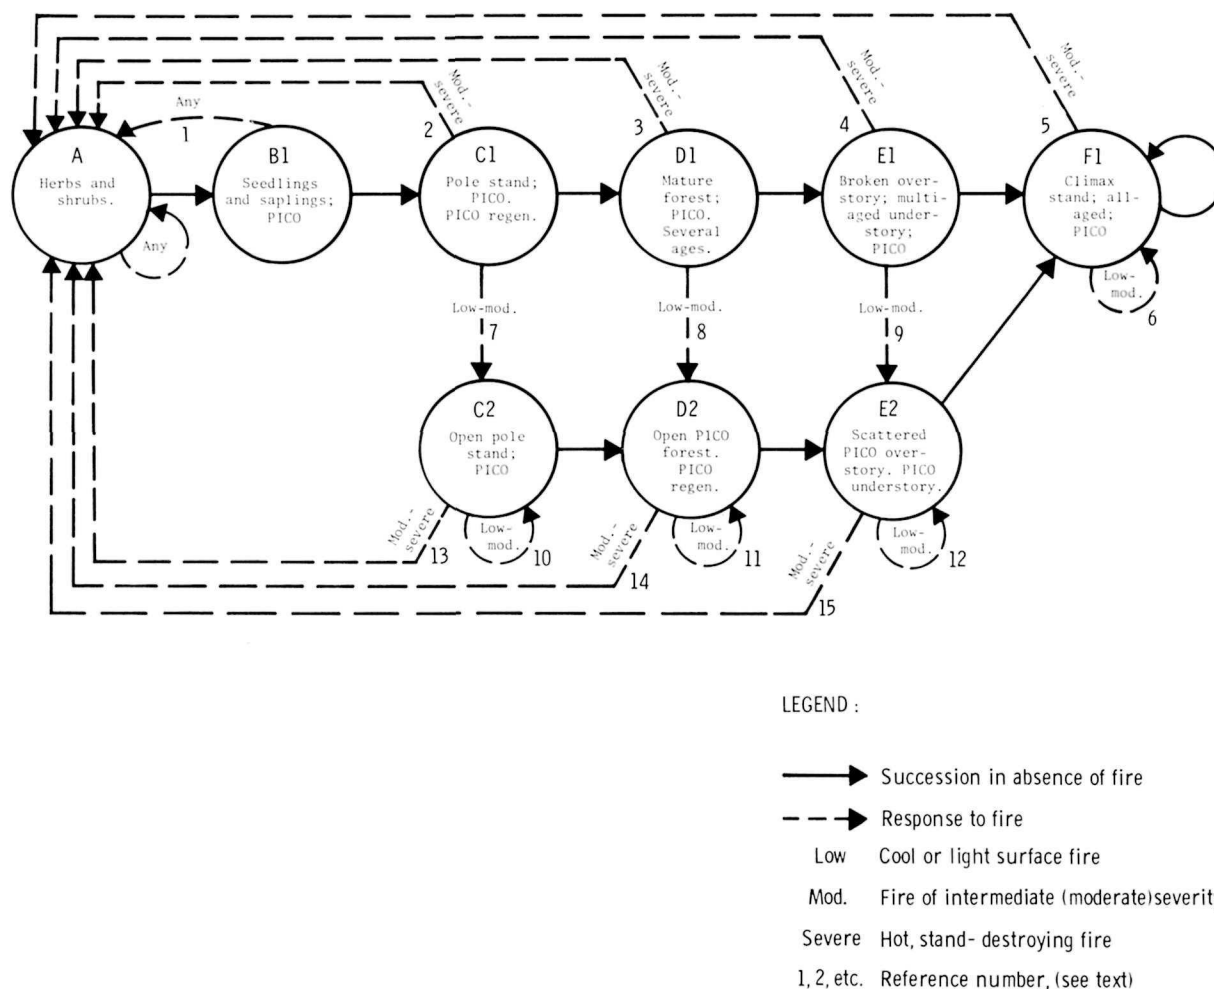 Mod.-
severe
Mod.-
severe
Mod.-
severe
Mod.-
severe
Any
1
2
3
4
5
A
Herbs and
shrubs.
Any
B1
Seedlings
and saplings;
PICO
C1
Pole stand;
PICO.
PICO regen.
D1
Mature
forest;
PICO.
Several
ages.
E1
Broken over-
story; multi-
aged under-
story;
PICO
F1
Climax
stand; all-
aged;
PICO
Low-
mod.
6
Low-mod.
7
Low-mod.
8
Low-mod.
9
C2
Open pole
stand;
PICO
D2
Open PICO
forest.
PICO
regen.
E2
Scattered
PICO over-
story. PICO
understory.
Mod.-
severe
13
Low-
mod.
10
Mod.-
severe
14
Low-
mod.
11
Mod.-
severe
15
Low-
mod.
12
LEGEND :
Succession in absence of fire
Response to fire
Low Cool or light surface fire
Mod. Fire of intermediate (moderate) severit
Severe Hot, stand-destroying fire
1, 2, etc. Reference number, (see text)